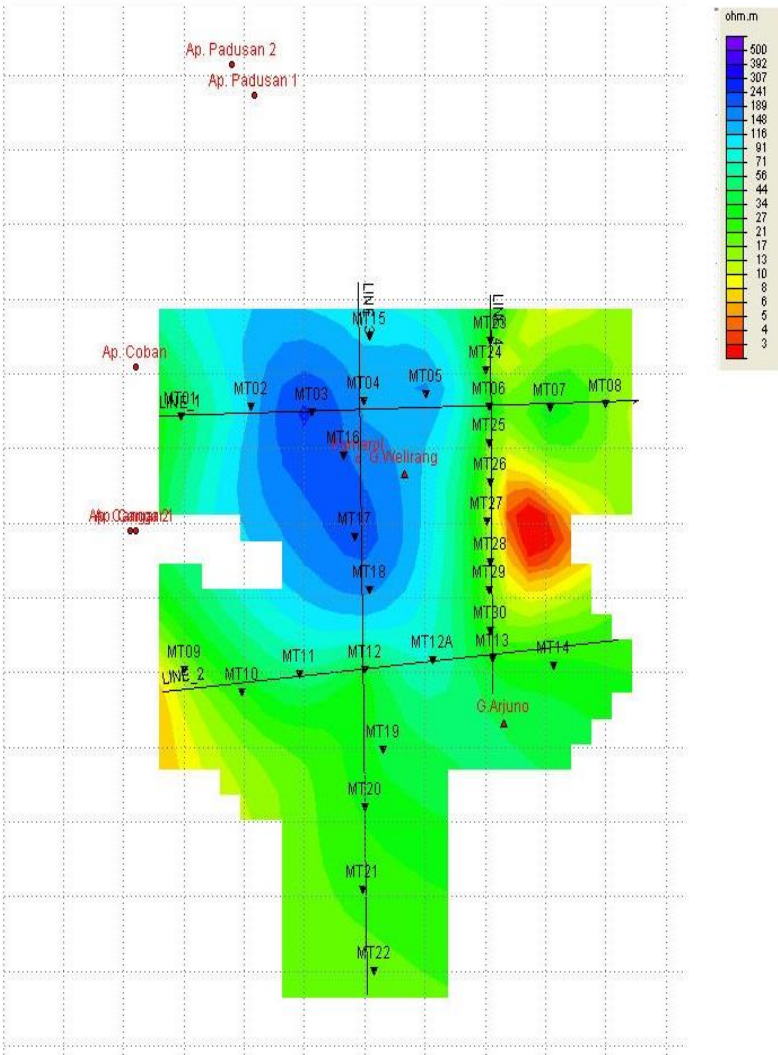 ohm.m
500
392
307
241
189
148
116
91
71
56
44
34
27
21
17
13
10
8
6
5
4
3
Ap. Padusan 2
Ap. Padusan 1
LINE_3
MT15
MT23
MT24
Ap. Coban
MT01
MT02
MT03
MT04
MT05
MT06
MT07
MT08
LINE_1
MT25
MT16
G.Welirang
MT26
MT27
MT17
MT28
MT18
MT29
MT30
MT09
MT10
MT11
MT12
MT12A
MT13
MT14
LINE_2
G.Arjuno
MT19
MT20
MT21
MT22